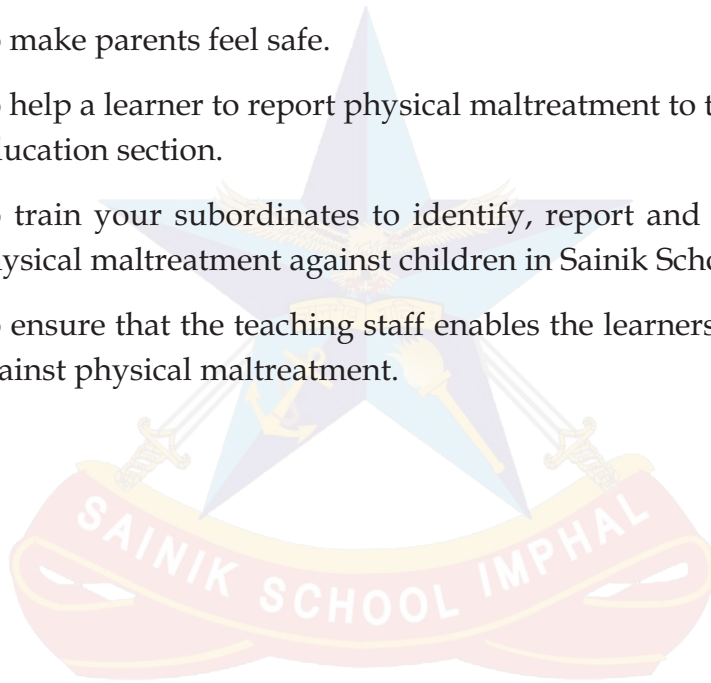 make parents feel safe.
help a learner to report physical maltreatment to
ucation section.
train your subordinates to identify, report and
ysical maltreatment against children in Sainik Scho
ensure that the teaching staff enables the learners
ainst physical maltreatment.
SAINIK SCHOOL IMPHAL